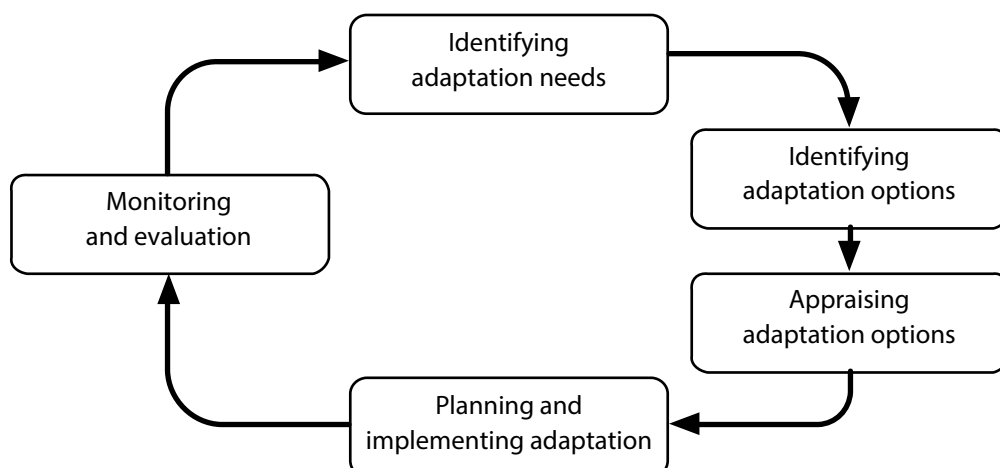 Identifying
adaptation needs
Identifying
adaptation options
Appraising
adaptation options
Planning and
implementing adaptation
Monitoring
and evaluation